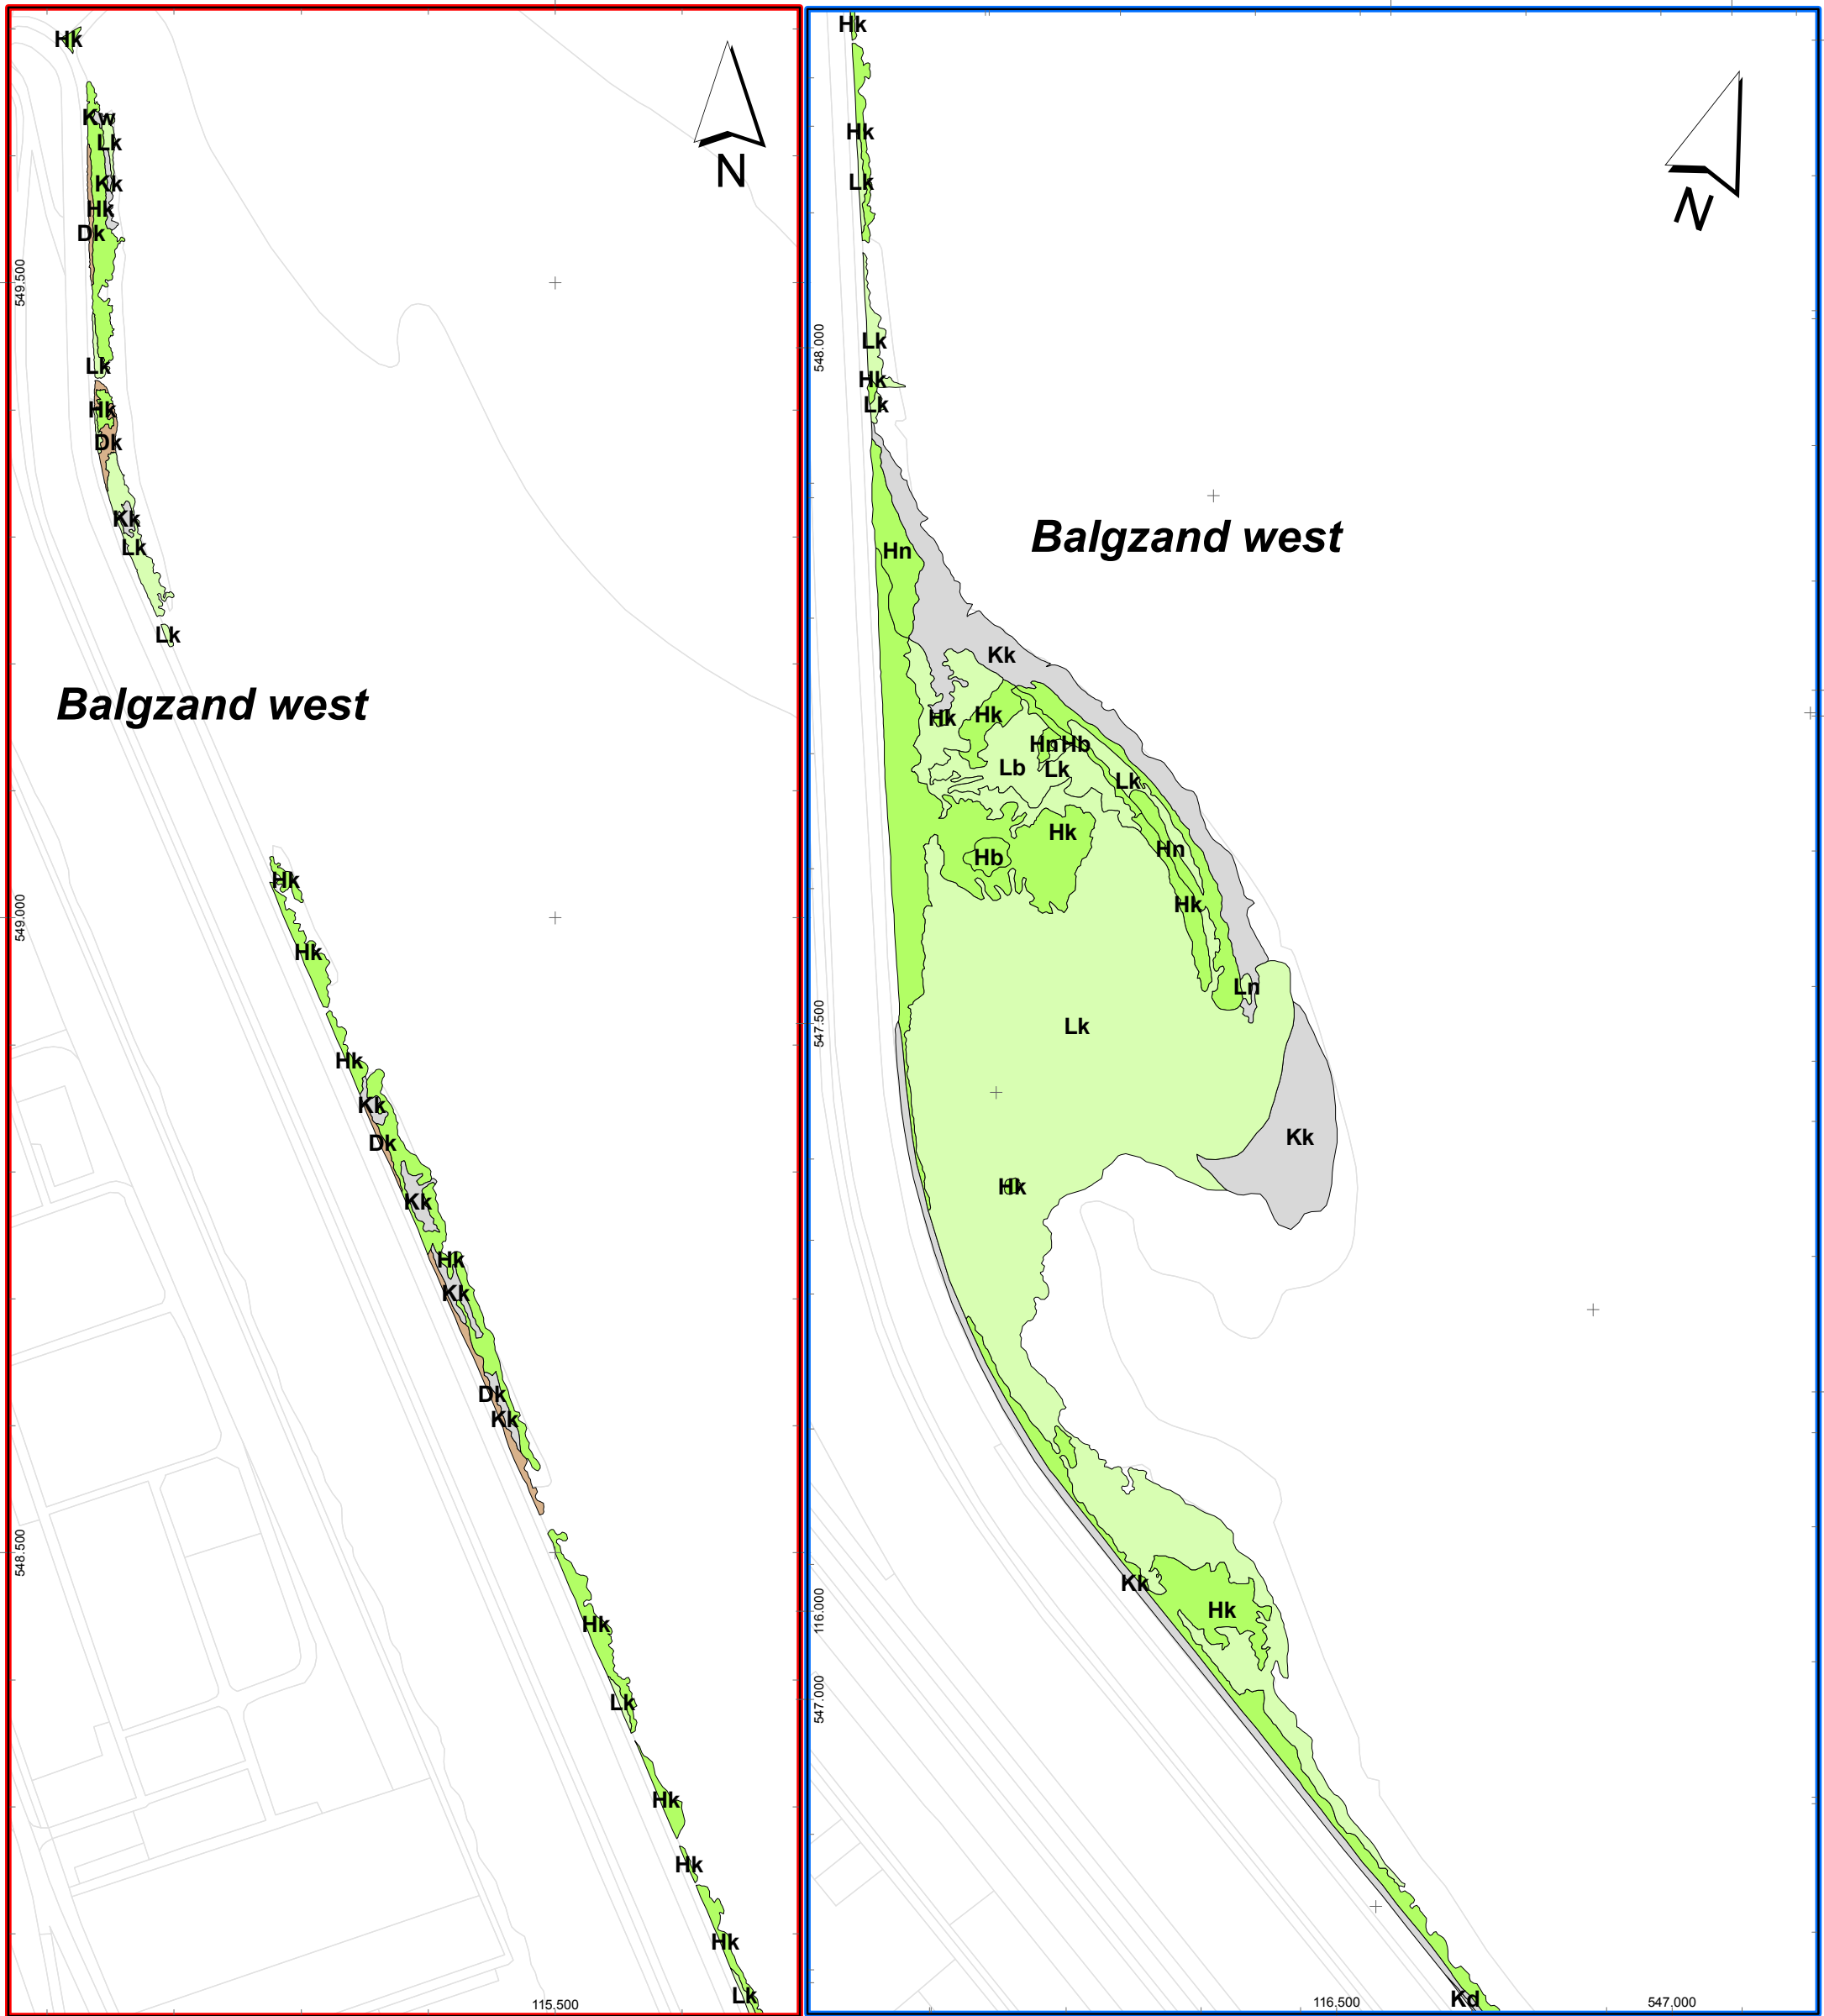 Hk
Kw
Lk
Kk
Hk
Dk
549.500
Lk
Hk
Dk
Kk
Lk
Lk
N
Balgzand west
Hk
549.000
Hk
Hk
Kk
Dk
Kk
Hk
Kk
Dk
Kk
548.500
Hk
Lk
Hk
Hk
Hk
Lk
115.500
Hk
Hk
Lk
N
548.000
Lk
Hk
Lk
Balgzand west
Hn
Kk
Hk
Hk
Hn Hb
Lb
Lk
Lk
Hk
Hb
Hn
Hk
Ln
547.500
Lk
Kk
Hk
Kk
116.000
Hk
547.000
Kd
116.500
547.000